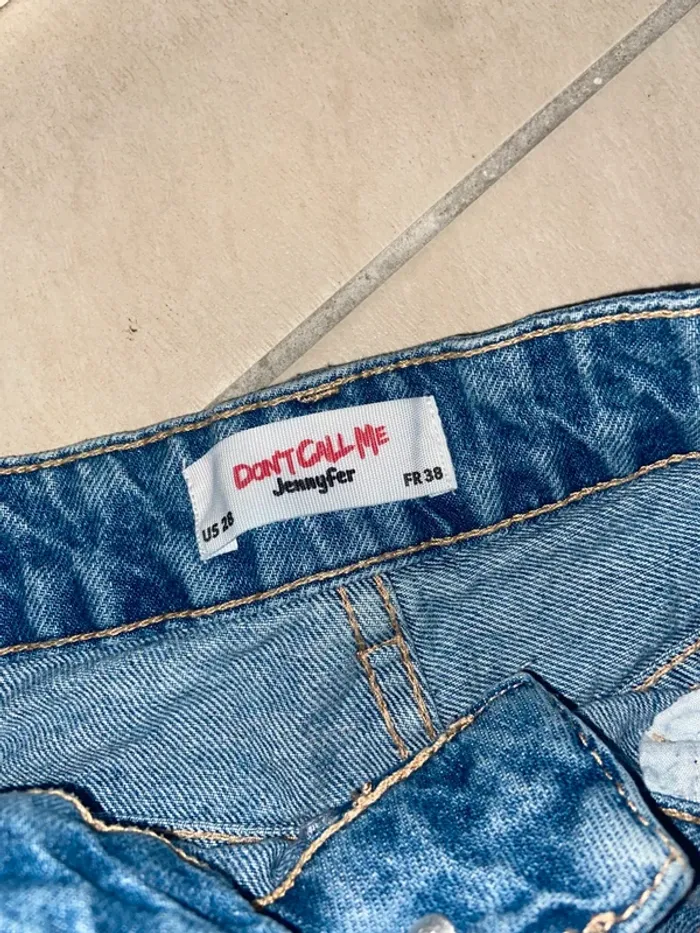 DON'T CALL ME
Jennyfer
US 28
FR 38